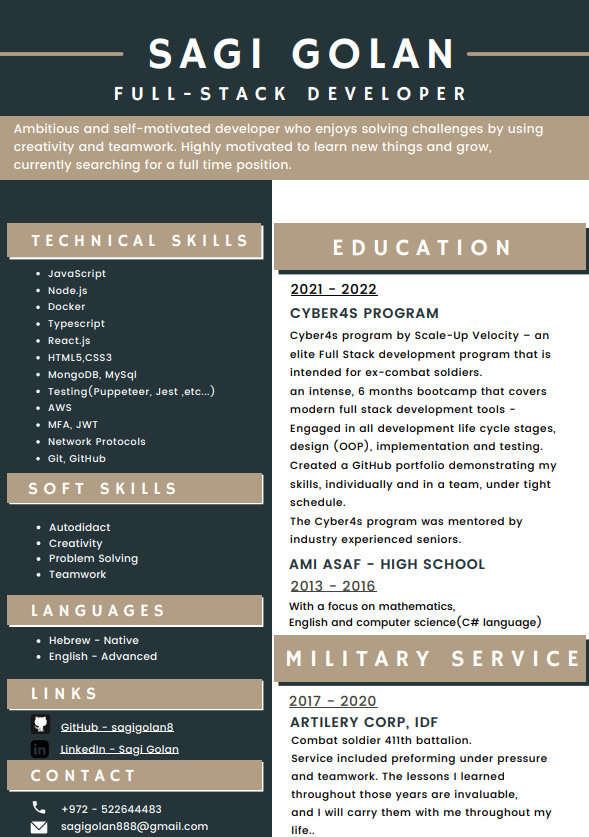 SAGI GOLAN
FULL-STACK DEVELOPER
Ambitious and self-motivated developer who enjoys solving challenges by using
creativity and teamwork. Highly motivated to learn new things and grow,
currently searching for a full time position.
TECHNICAL SKILLS
• JavaScript
• Node.js
• Docker
• Typescript
• React.js
• HTML5,CSS3
• MongoDB, MySql
• Testing(Puppeteer, Jest ,etc...)
• AWS
• MFA, JWT
• Network Protocols
• Git, GitHub
SOFT SKILLS
• Autodidact
• Creativity
• Problem Solving
• Teamwork
LANGUAGES
• Hebrew - Native
• English - Advanced
LINKS
GitHub - sagigolan8
LinkedIn - Sagi Golan
CONTACT
+972 - 522644483
sagigolan888@gmail.com
EDUCATION
2021 - 2022
CYBER4S PROGRAM
Cyber4s program by Scale-Up Velocity – an
elite Full Stack development program that is
intended for ex-combat soldiers.
an intense, 6 months bootcamp that covers
modern full stack development tools -
Engaged in all development life cycle stages,
design (OOP), implementation and testing.
Created a GitHub portfolio demonstrating my
skills, individually and in a team, under tight
schedule.
The Cyber4s program was mentored by
industry experienced seniors.
AMI ASAF - HIGH SCHOOL
2013 - 2016
With a focus on mathematics,
English and computer science(C# language)
MILITARY SERVICE
2017 - 2020
ARTILERY CORP, IDF
Combat soldier 411th battalion.
Service included preforming under pressure
and teamwork. The lessons I learned
throughout those years are invaluable,
and I will carry them with me throughout my
life..